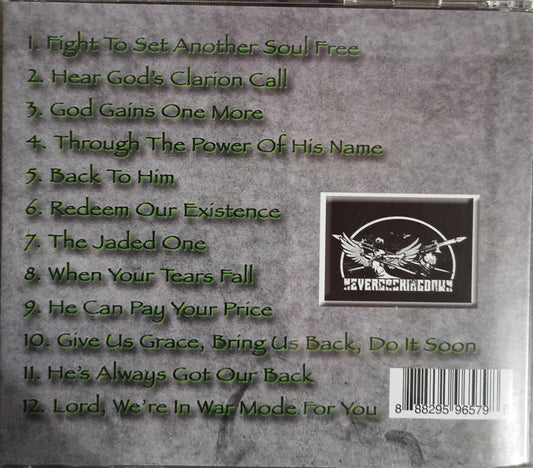 1. Fight To Set Another Soul Free
2. Hear God's Clarion Call
3. God Gains One More
4. Through The Power Of His Name
5. Back To Him
6. Redeem Our Existence
7. The Jaded One
8. When Your Tears Fall
NEVERBACKINGDOWN
9. He Can Pay Your Price
10. Give Us Grace, Bring Us Back, Do It Soon
11. He's Always Got Our Back
12. Lord, We're In War Mode For You
8 88295 96579